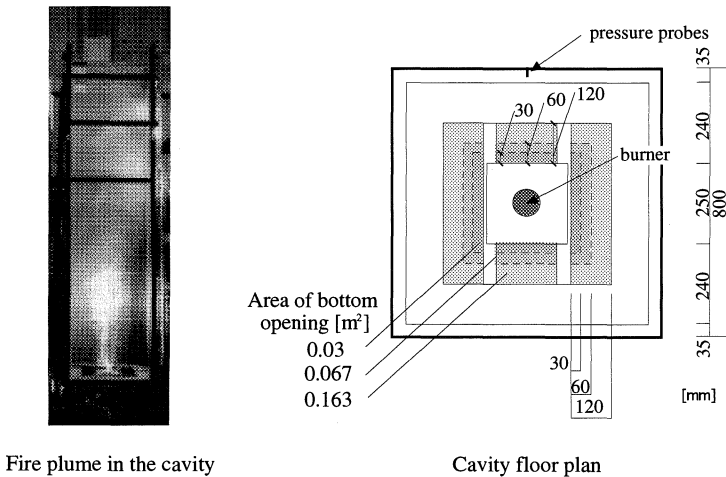 pressure probes
30
60
120
burner
35
240
250
800
240
35
Area of bottom
opening [m²]
0.03
0.067
0.163
30
60
120
[mm]
Fire plume in the cavity
Cavity floor plan